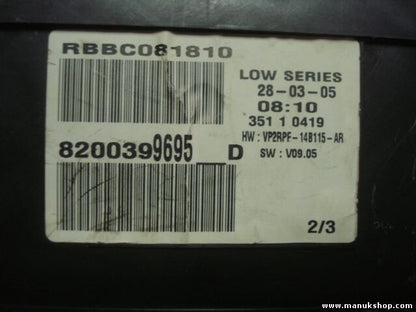 RBBC081810
LOW SERIES
28-03-05
08:10
351 1 0419
HW : VP2RPF-14B115-AR
SW : V09.05
8200399695__D
2/3
www.manukshop.com